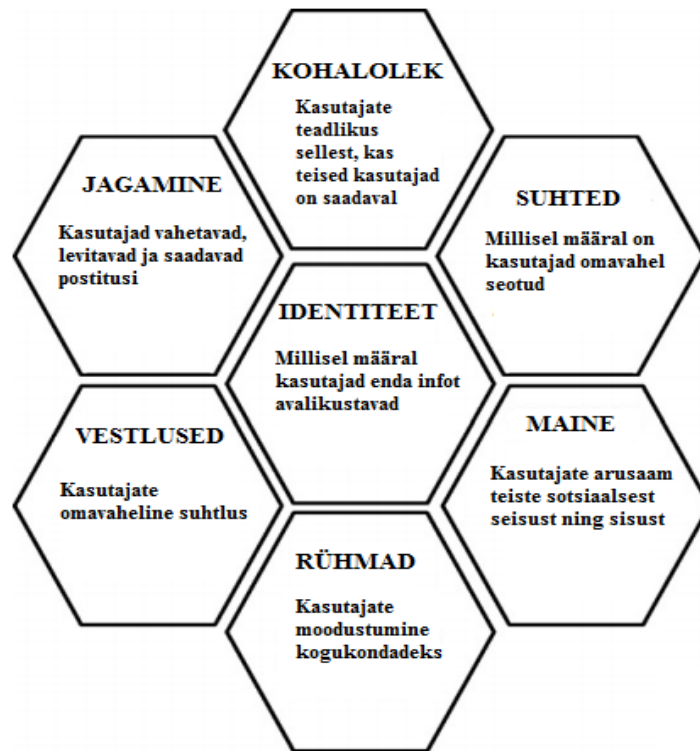 KOHALOLEK
Kasutajate
teadlikus
sellest, kas
teised kasutajad
on saadaval
JAGAMINE
Kasutajad vahetavad,
levitavad ja saadavad
postitusi
SUHTED
Millisel määral on
kasutajad omavahel
seotud
IDENTITEET
Millisel määral
kasutajad enda infot
avalikustavad
VESTLUSED
Kasutajate
omavaheline suhtlus
MAINE
Kasutajate arusaam
teiste sotsiaalsest
seisust ning sisust
RÜHMAD
Kasutajate
moodustumine
kogukondadeks